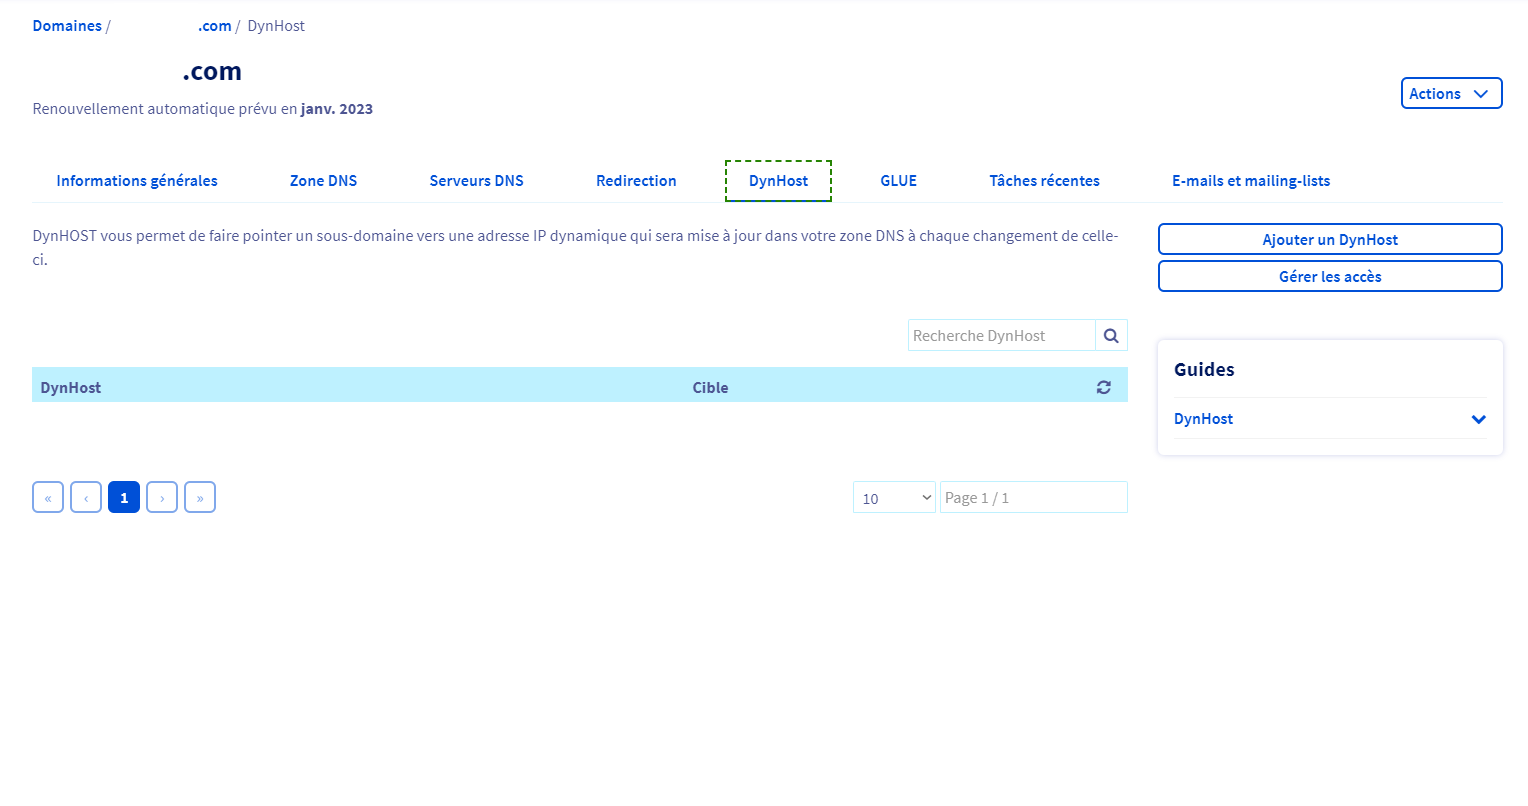 Domaines / .com / DynHost
.com
Renouvellement automatique prévu en janv. 2023
Actions
Informations générales Zone DNS Serveurs DNS Redirection DynHost GLUE Tâches récentes E-mails et mailing-lists
DynHOST vous permet de faire pointer un sous-domaine vers une adresse IP dynamique qui sera mise à jour dans votre zone DNS à chaque changement de celle-
ci.
Ajouter un DynHost
Gérer les accès
Recherche DynHost
DynHost Cible
Guides
DynHost
« ‹ 1 › » 10 Page 1 / 1